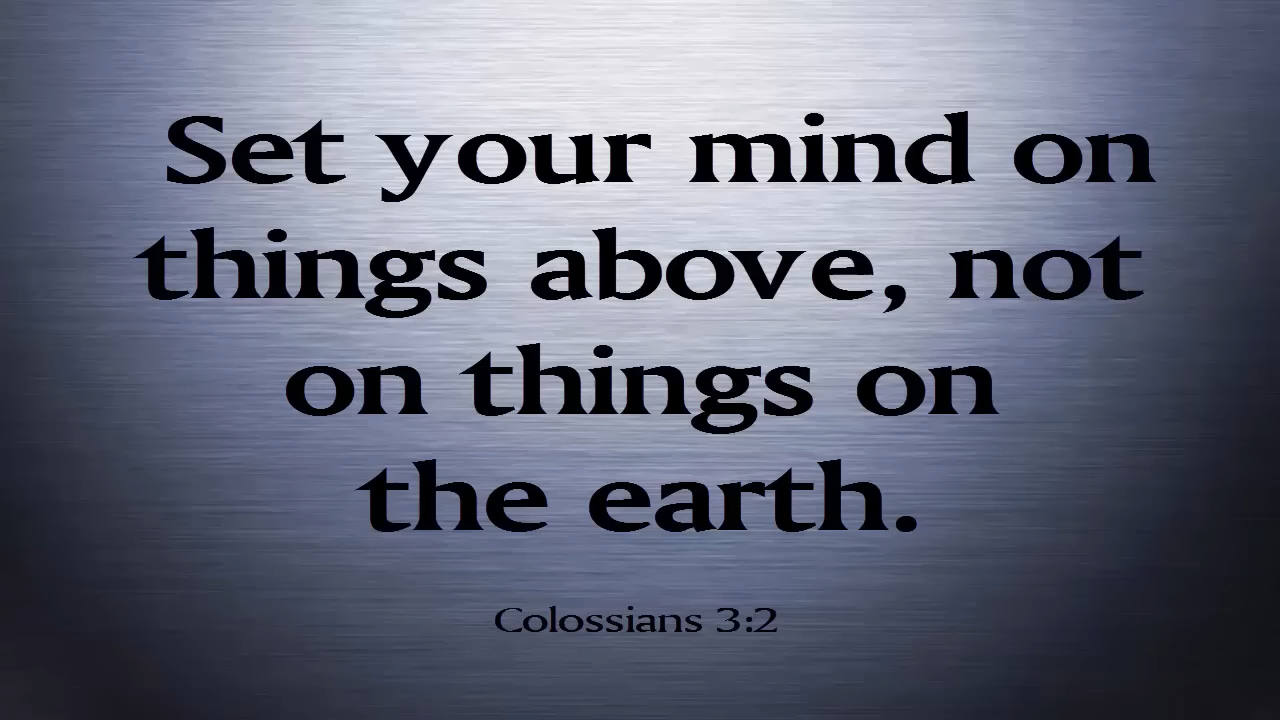 Set your mind on
things above, not
on things on
the earth.
Colossians 3:2